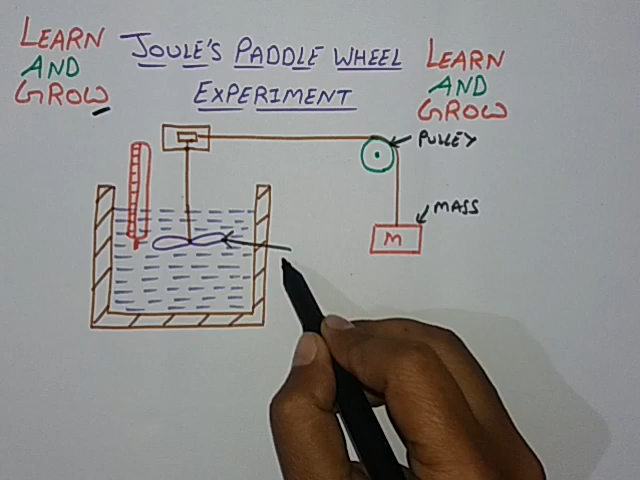 LEARN
AND
GROW
JOULE'S PADDLE WHEEL
EXPERIMENT
LEARN
AND
GROW
PULLEY
MASS
M